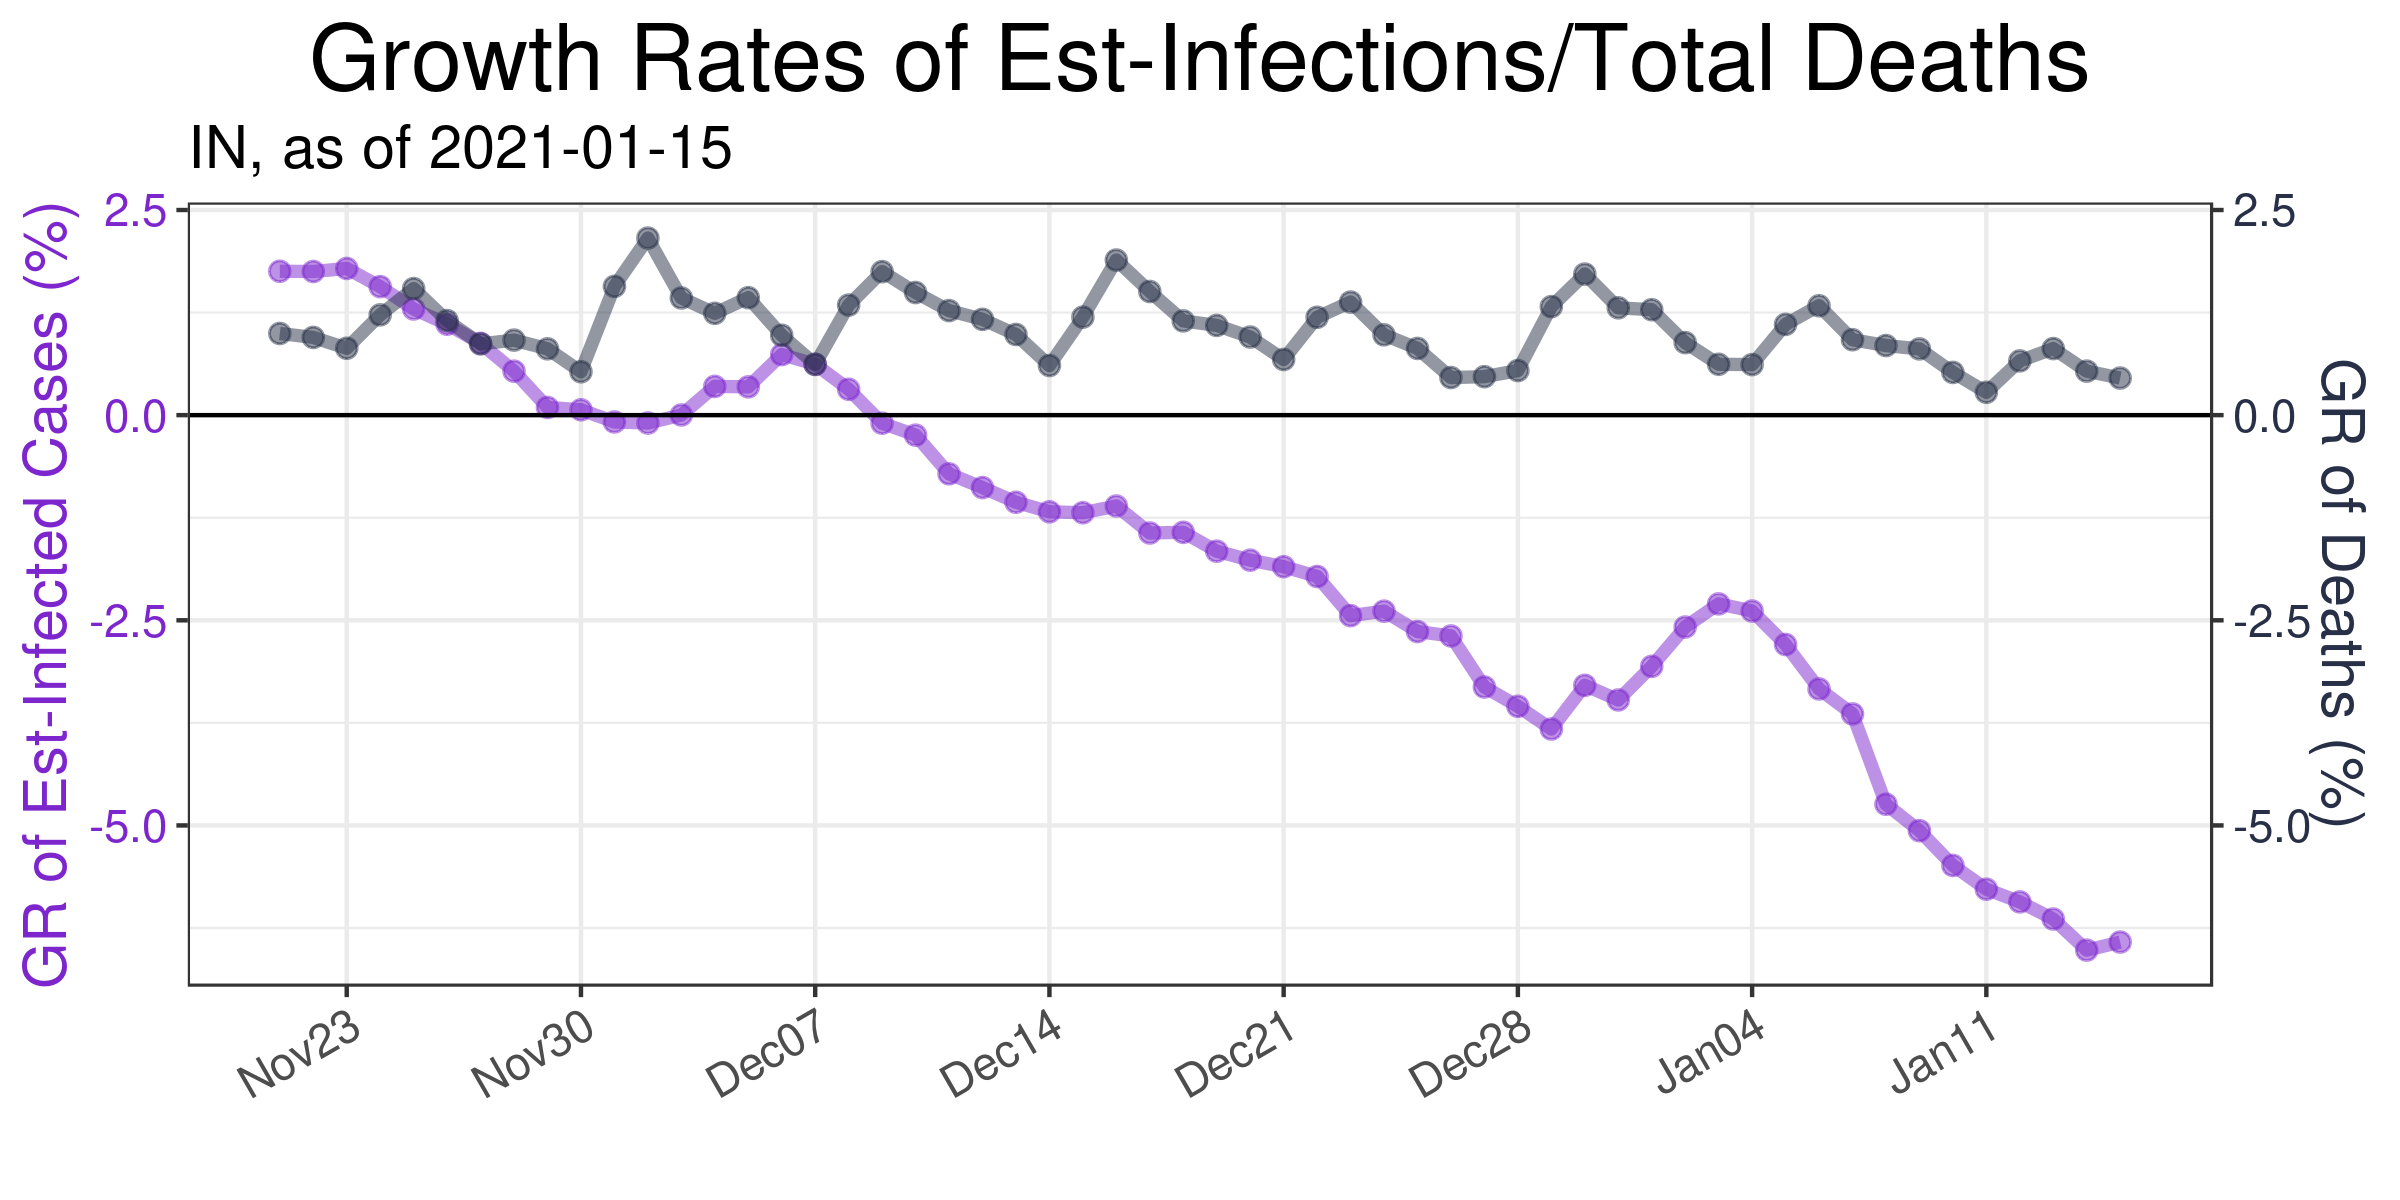 Growth Rates of Est-Infections/Total Deaths
IN, as of 2021-01-15
GR of Est-Infected Cases (%)
2.5
0.0
-2.5
-5.0
2.5
0.0
-2.5
-5.0
GR of Deaths (%)
Nov23
Nov30
Dec07
Dec14
Dec21
Dec28
Jan04
Jan11